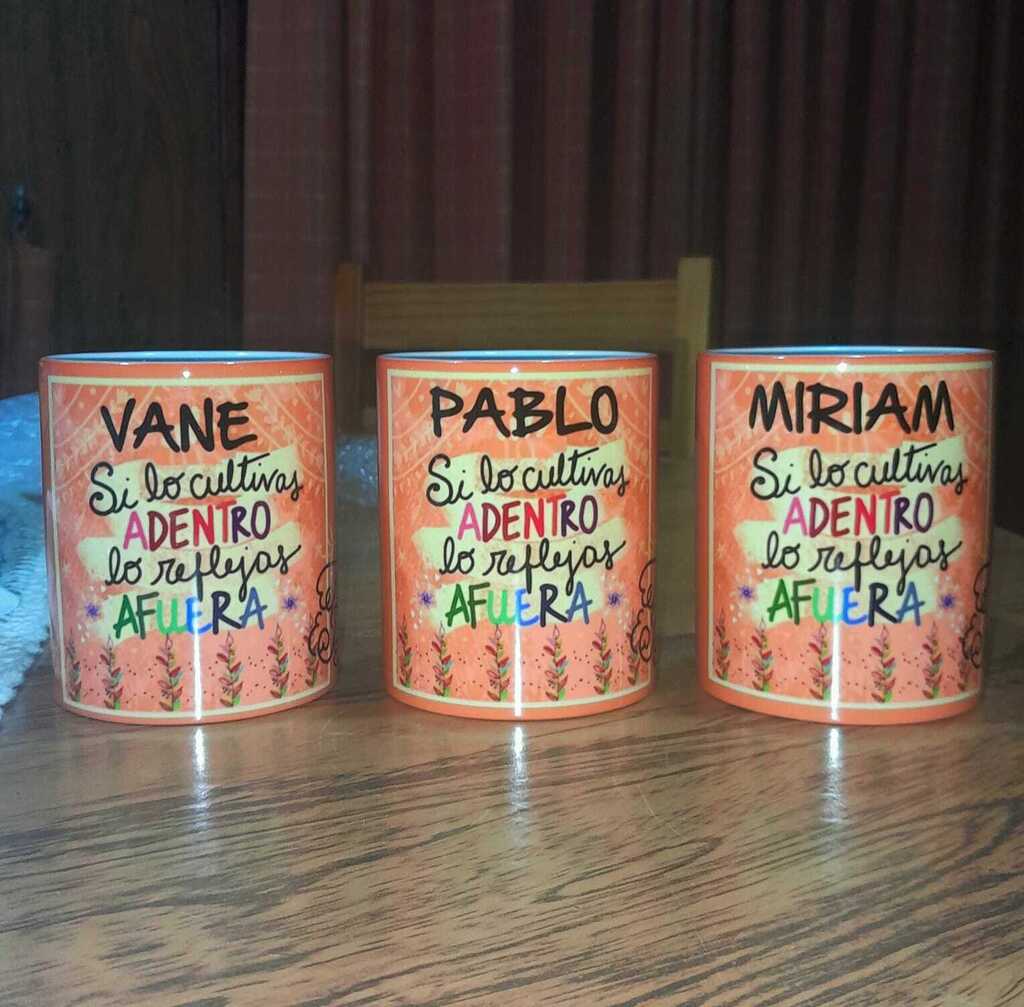 VANE
Si lo cultivas
ADENTRO
lo reflejas
AFUERA
PABLO
Si lo cultivas
ADENTRO
lo reflejas
AFUERA
MIRIAM
Si lo cultivas
ADENTRO
lo reflejas
AFUERA